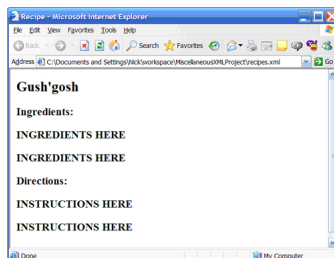 Recipe - Microsoft Internet Explorer
File Edit View Favorites Tools Help
Back Search Favorites
Address C:\Documents and Settings\Nick\workspace\MiscellaneousXMLProject\recipes.xml Go
Gush'gosh
Ingredients:
INGREDIENTS HERE
INGREDIENTS HERE
Directions:
INSTRUCTIONS HERE
INSTRUCTIONS HERE
Done My Computer